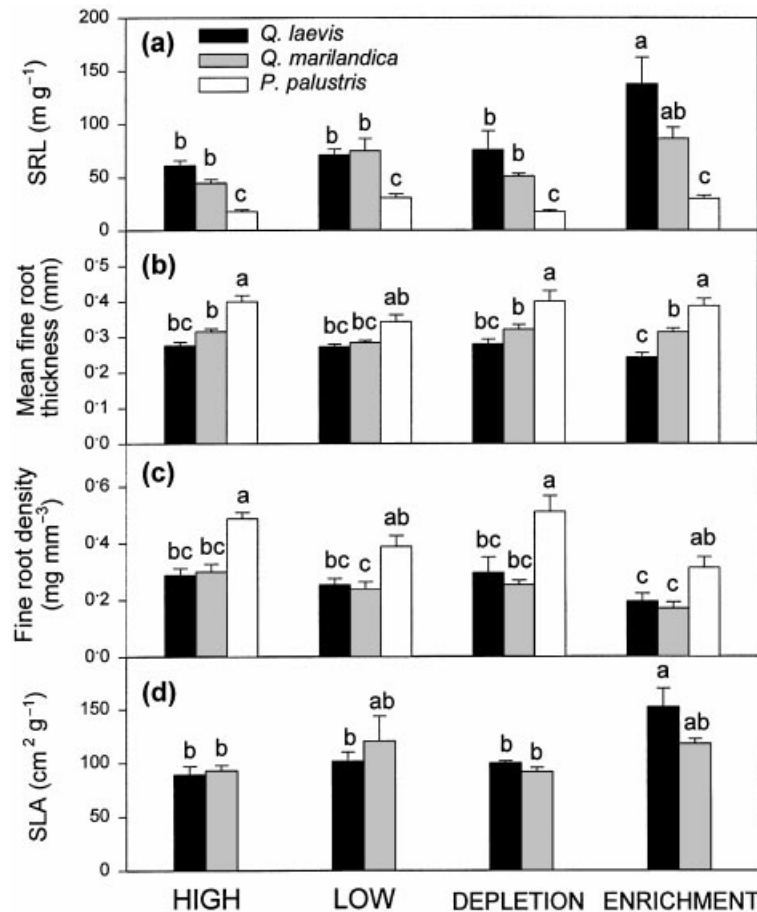 200
(a)
Q. laevis
Q. marilandica
P. palustris
150
100
50
0
SRL (m g⁻¹)
b b c
b b c
b b c
a ab c
(b)
0·5
0·4
0·3
0·2
0·1
0·0
Mean fine root
thickness (mm)
bc b a
bc bc ab
bc b a
c b a
(c)
0·6
0·4
0·2
0·0
Fine root density
(mg mm⁻³)
bc bc a
bc c ab
bc bc a
c c ab
(d)
150
100
50
0
SLA (cm² g⁻¹)
b b
b ab
b b
a ab
HIGH LOW DEPLETION ENRICHMENT